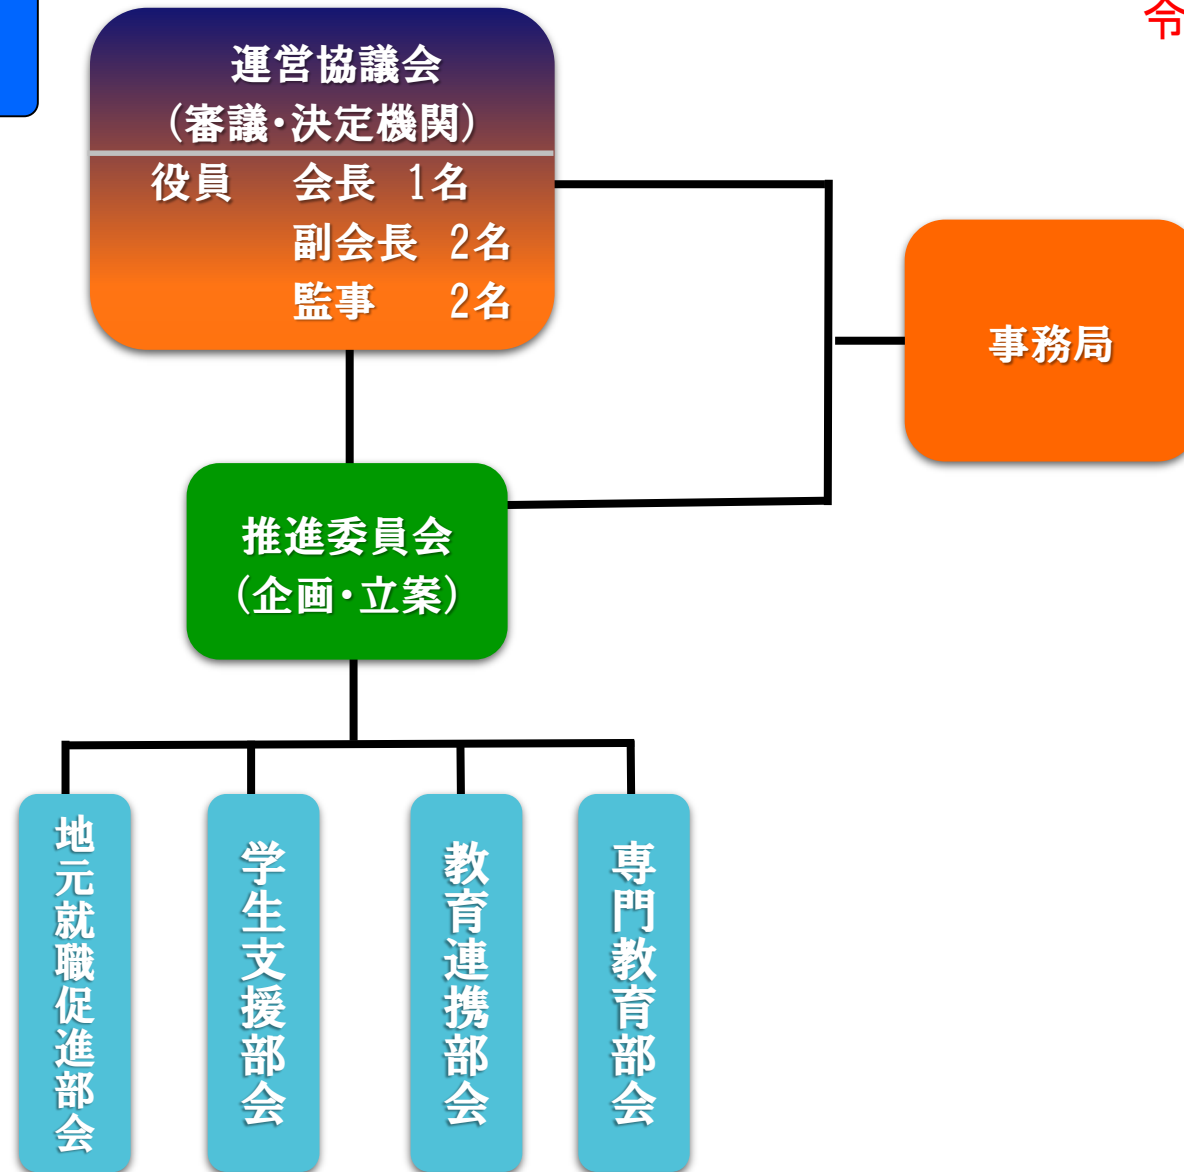 令
運営協議会
(審議・決定機関)
役員 会長 1名
副会長 2名
監事 2名
事務局
推進委員会
(企画・立案)
地元就職促進部会
学生支援部会
教育連携部会
専門教育部会